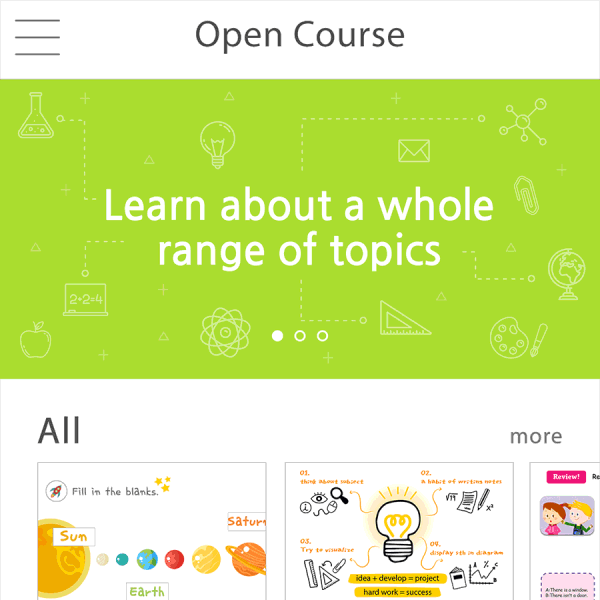 Open Course
Learn about a whole
range of topics
2+2=4
All
more
Fill in the blanks.
Saturn
Sun
Earth
01.
think about subject
02.
a habit of writing notes
03.
Try to visualize
04.
display sth in diagram
idea + develop = project
hard work = success
Review!
Re
A:There is a window.
B:There isn't a door.